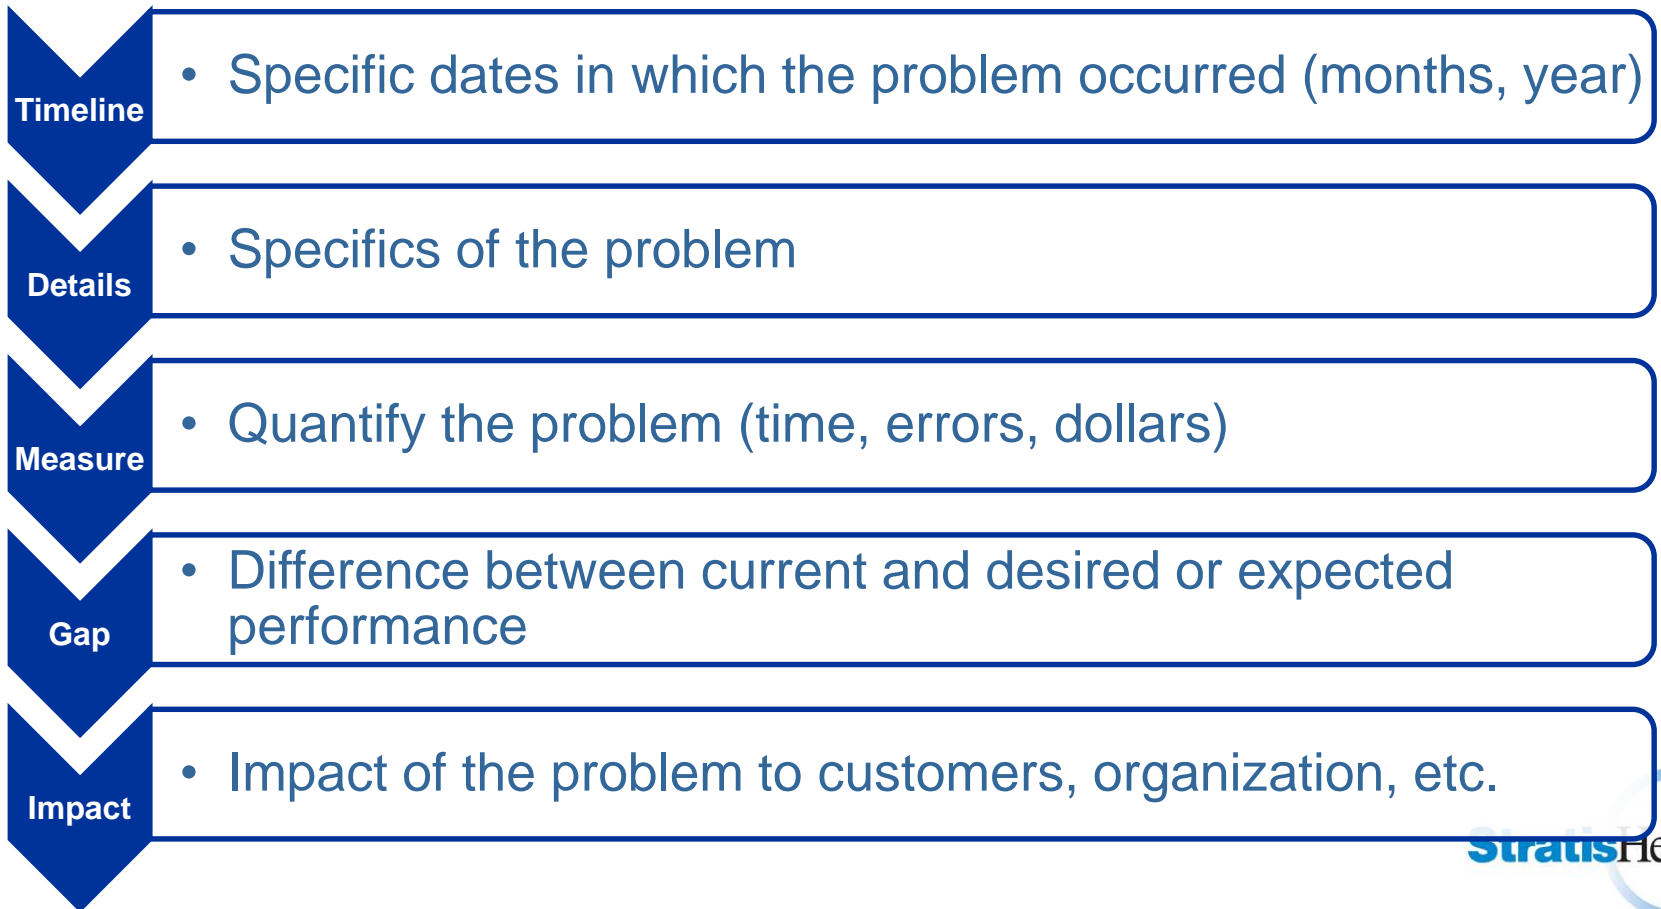 Timeline
• Specific dates in which the problem occurred (months, year)
Details
• Specifics of the problem
Measure
• Quantify the problem (time, errors, dollars)
Gap
• Difference between current and desired or expected
performance
Impact
• Impact of the problem to customers, organization, etc.
StratisHe